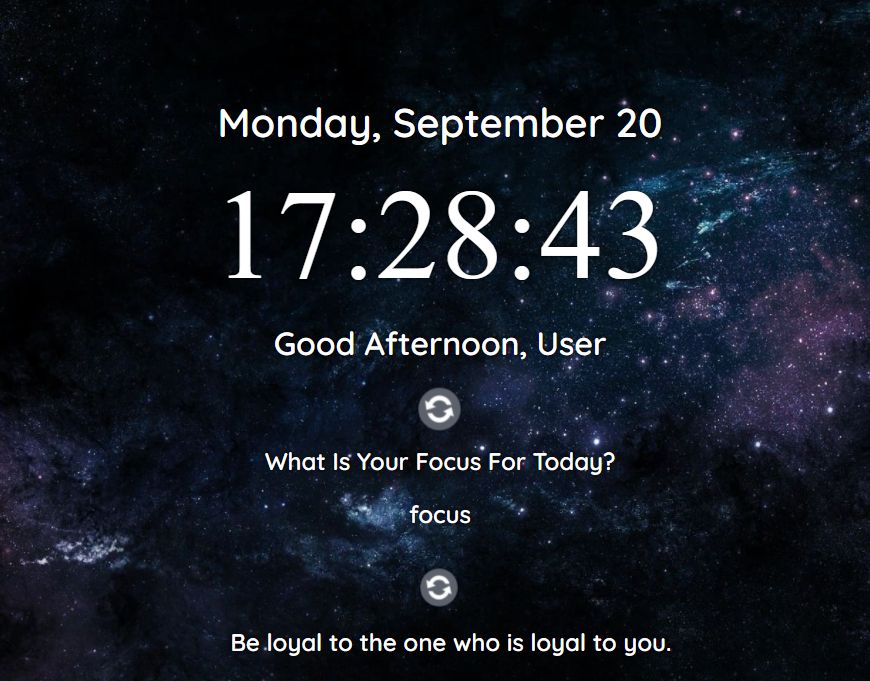 Monday, September 20
17:28:43
Good Afternoon, User
What Is Your Focus For Today?
focus
Be loyal to the one who is loyal to you.